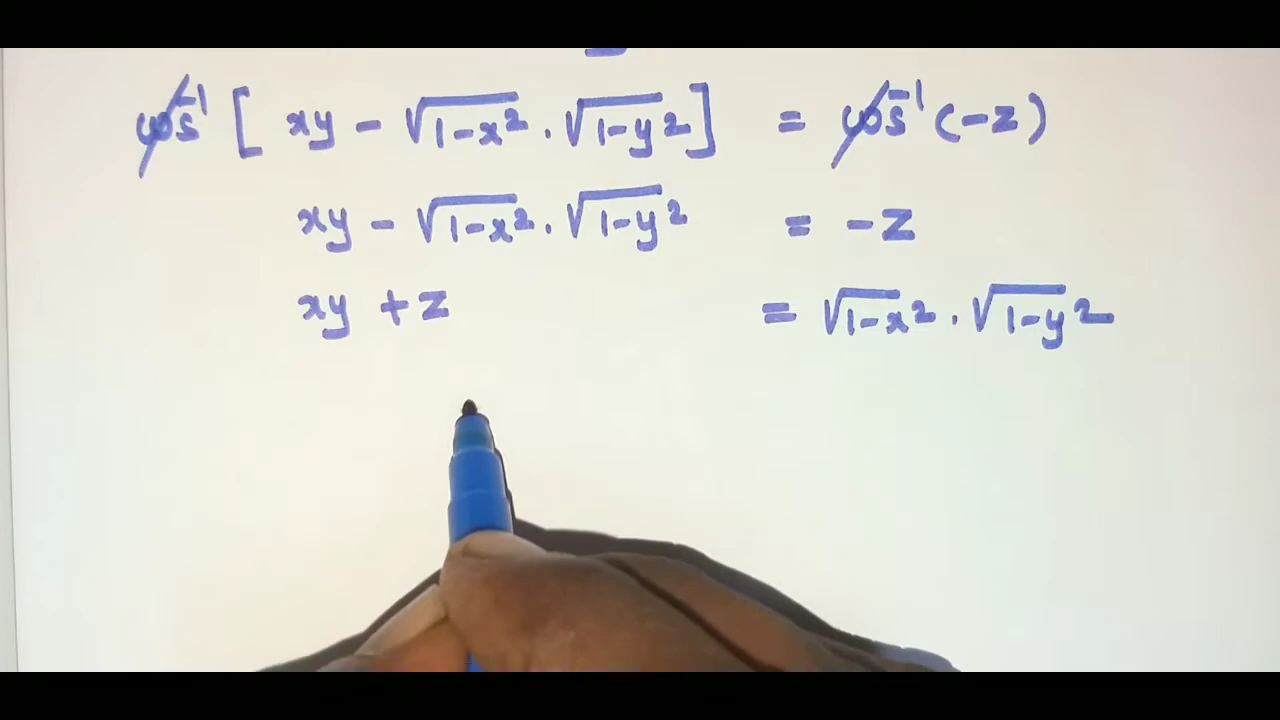 cos⁻¹ [ xy - √1-x² . √1-y² ] = cos⁻¹ (-z)
xy - √1-x² . √1-y² = -z
xy + z = √1-x² . √1-y²